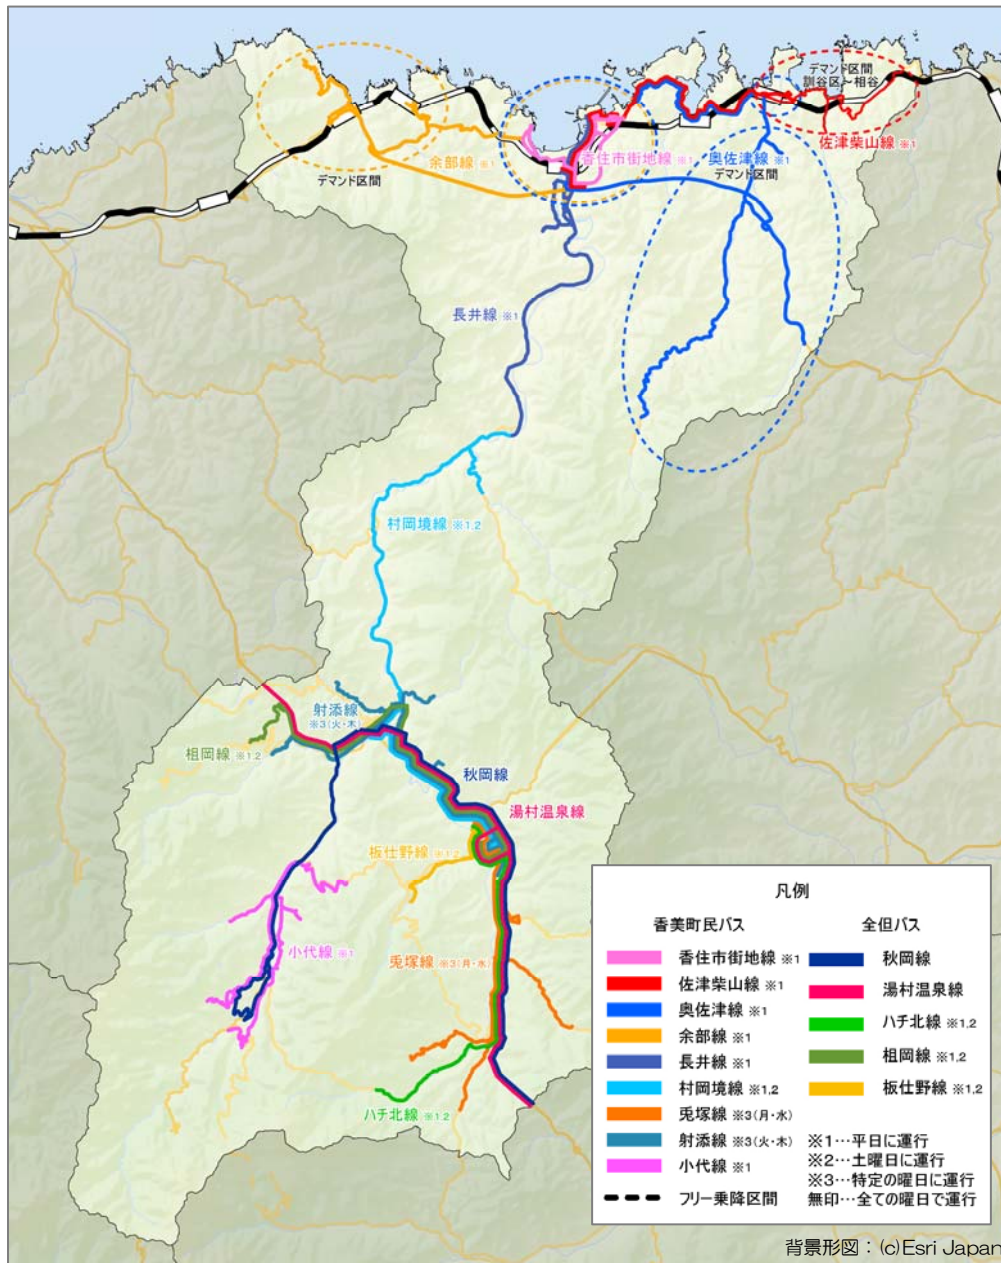 デマンド区間
訓谷区～相谷
佐津柴山線 ※1
余部線 ※1
デマンド区間
香住市街地線 ※1
奥佐津線 ※1
デマンド区間
長井線 ※1
村岡境線 ※1,2
射添線
※3(火・木)
柤岡線 ※1,2
秋岡線
湯村温泉線
板仕野線 ※1,2
小代線 ※1
兎塚線 ※3(月・水)
ハチ北線 ※1,2
凡例
香美町民バス
香住市街地線 ※1
佐津柴山線 ※1
奥佐津線 ※1
余部線 ※1
長井線 ※1
村岡境線 ※1,2
兎塚線 ※3(月・水)
射添線 ※3(火・木)
小代線 ※1
フリー乗降区間
全但バス
秋岡線
湯村温泉線
ハチ北線 ※1,2
柤岡線 ※1,2
板仕野線 ※1,2
※1…平日に運行
※2…土曜日に運行
※3…特定の曜日に運行
無印…全ての曜日で運行
背景形図：(c)Esri Japan